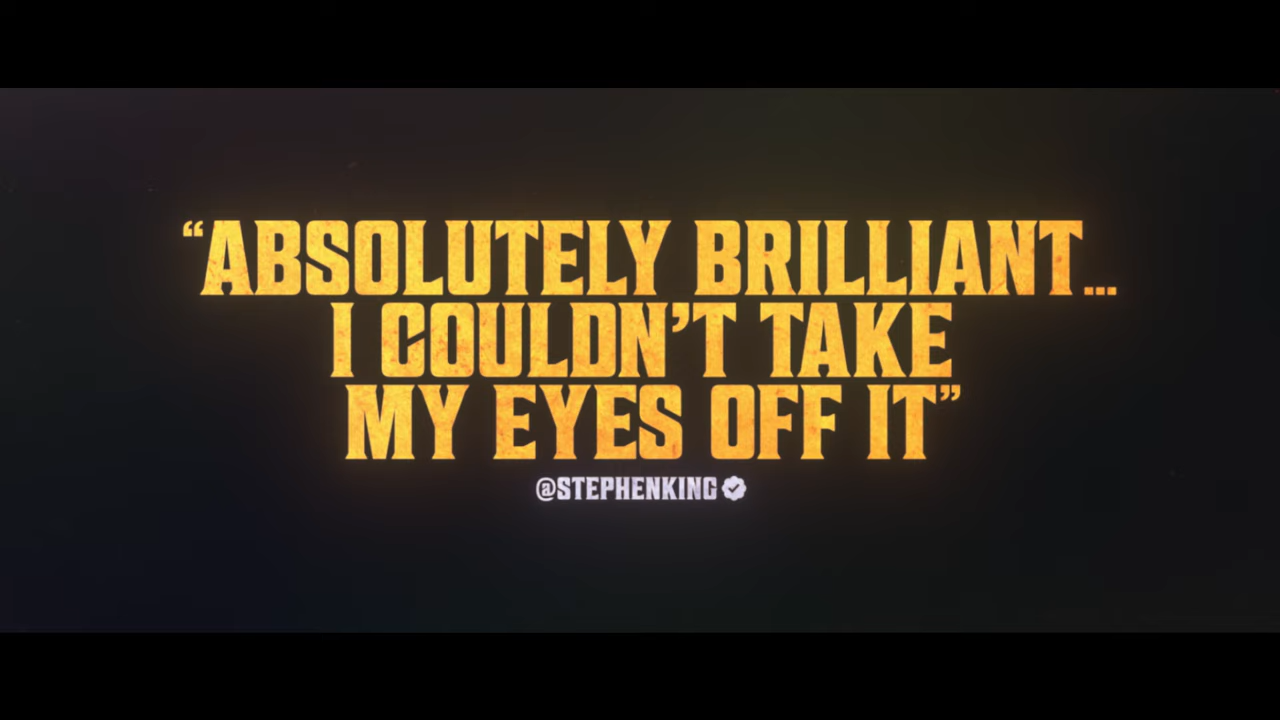 “ABSOLUTELY BRILLIANT...
I COULDN’T TAKE
MY EYES OFF IT”
@STEPHENKING